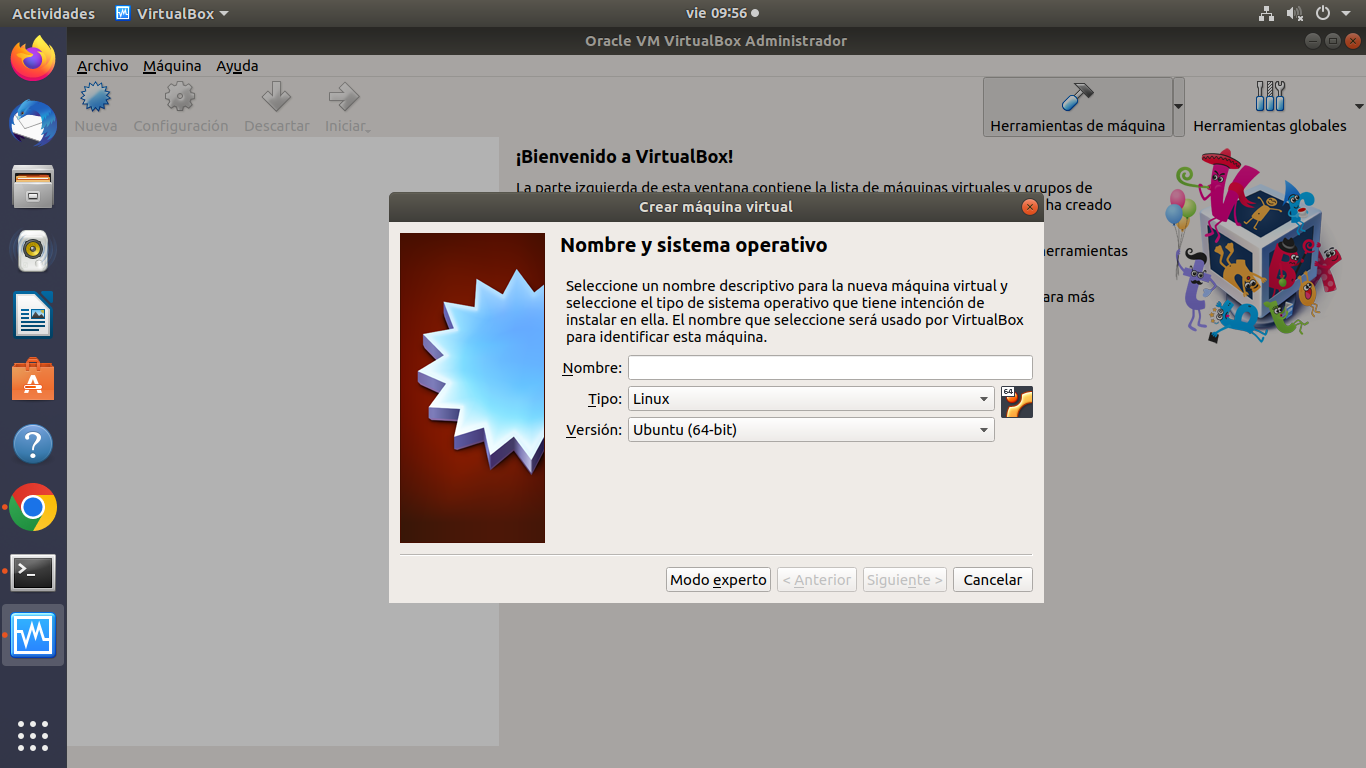 Actividades VirtualBox vie 09:56
Oracle VM VirtualBox Administrador
Archivo Máquina Ayuda
Nueva Configuración Descartar Iniciar Herramientas de máquina Herramientas globales
¡Bienvenido a VirtualBox!
La parte izquierda de esta ventana contiene la lista de máquinas virtuales y grupos de
ha creado
herramientas
para más
Crear máquina virtual
Nombre y sistema operativo
Seleccione un nombre descriptivo para la nueva máquina virtual y
seleccione el tipo de sistema operativo que tiene intención de
instalar en ella. El nombre que seleccione será usado por VirtualBox
para identificar esta máquina.
Nombre:
Tipo: Linux
64
Versión: Ubuntu (64-bit)
Modo experto < Anterior Siguiente > Cancelar